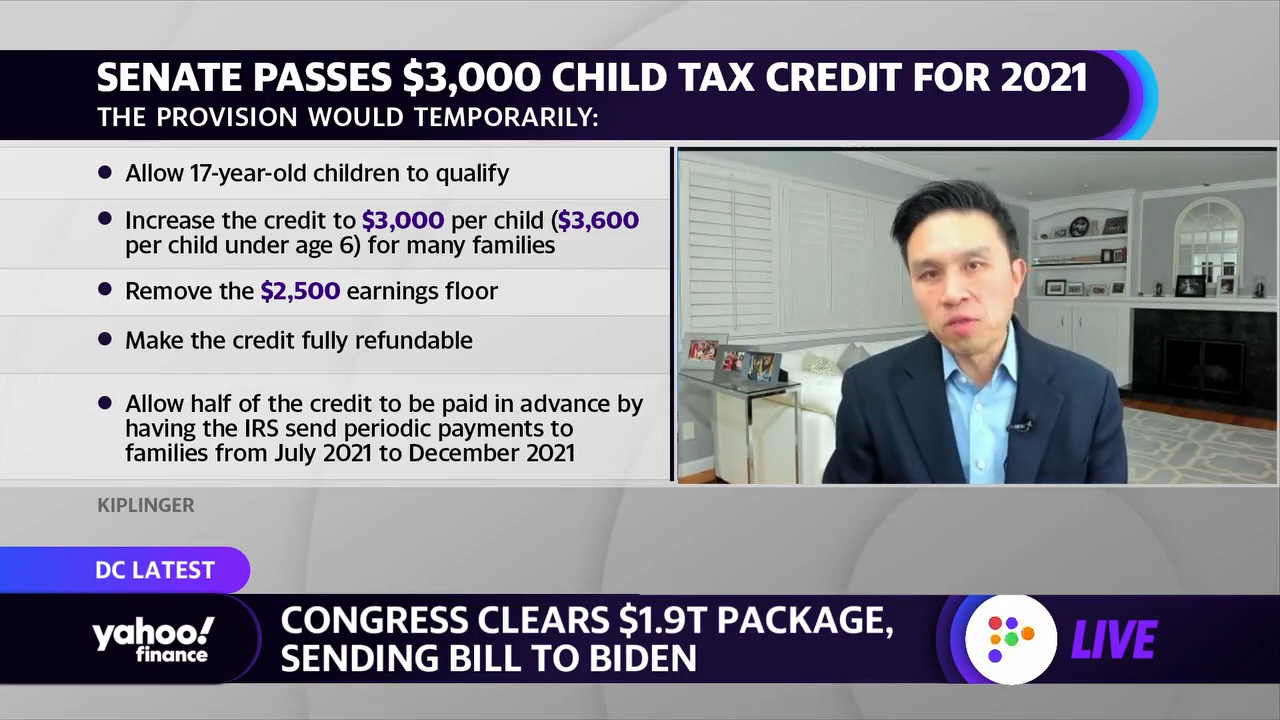 SENATE PASSES $3,000 CHILD TAX CREDIT FOR 2021
THE PROVISION WOULD TEMPORARILY:
Allow 17-year-old children to qualify
Increase the credit to $3,000 per child ($3,600
per child under age 6) for many families
Remove the $2,500 earnings floor
Make the credit fully refundable
Allow half of the credit to be paid in advance by
having the IRS send periodic payments to
families from July 2021 to December 2021
KIPLINGER
DC LATEST
yahoo!
finance
CONGRESS CLEARS $1.9T PACKAGE,
SENDING BILL TO BIDEN
LIVE